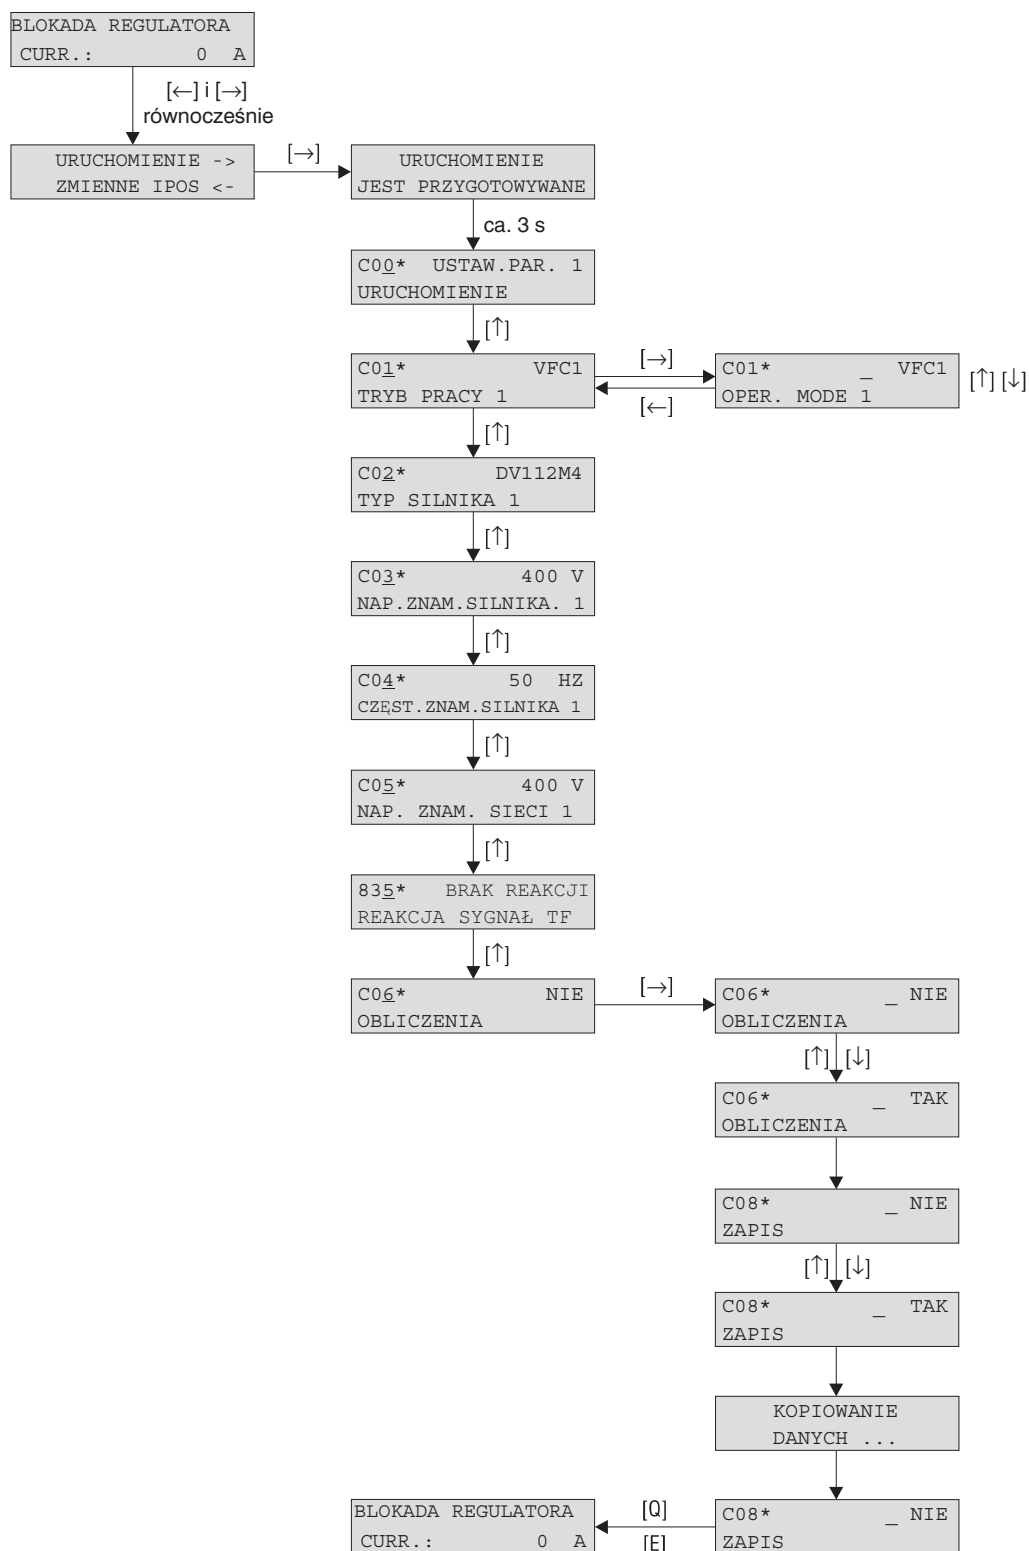 BLOKADA REGULATORA
CURR.: 0 A
[←] i [→]
równocześnie
URUCHOMIENIE ->
ZMIENNE IPOS <-
[→]
URUCHOMIENIE
JEST PRZYGOTOWYWANE
ca. 3 s
C00* USTAW.PAR. 1
URUCHOMIENIE
[↑]
C01* VFC1
TRYB PRACY 1
[→]
[←]
C01* _ VFC1
OPER. MODE 1
[↑] [↓]
[↑]
C02* DV112M4
TYP SILNIKA 1
[↑]
C03* 400 V
NAP.ZNAM.SILNIKA. 1
[↑]
C04* 50 HZ
CZĘST.ZNAM.SILNIKA 1
[↑]
C05* 400 V
NAP. ZNAM. SIECI 1
[↑]
835* BRAK REAKCJI
REAKCJA SYGNAŁ TF
[↑]
C06* NIE
OBLICZENIA
[→]
C06* _ NIE
OBLICZENIA
[↑] [↓]
C06* _ TAK
OBLICZENIA
C08* _ NIE
ZAPIS
[↑] [↓]
C08* _ TAK
ZAPIS
KOPIOWANIE
DANYCH ...
C08* _ NIE
ZAPIS
[Q]
[E]
BLOKADA REGULATORA
CURR.: 0 A